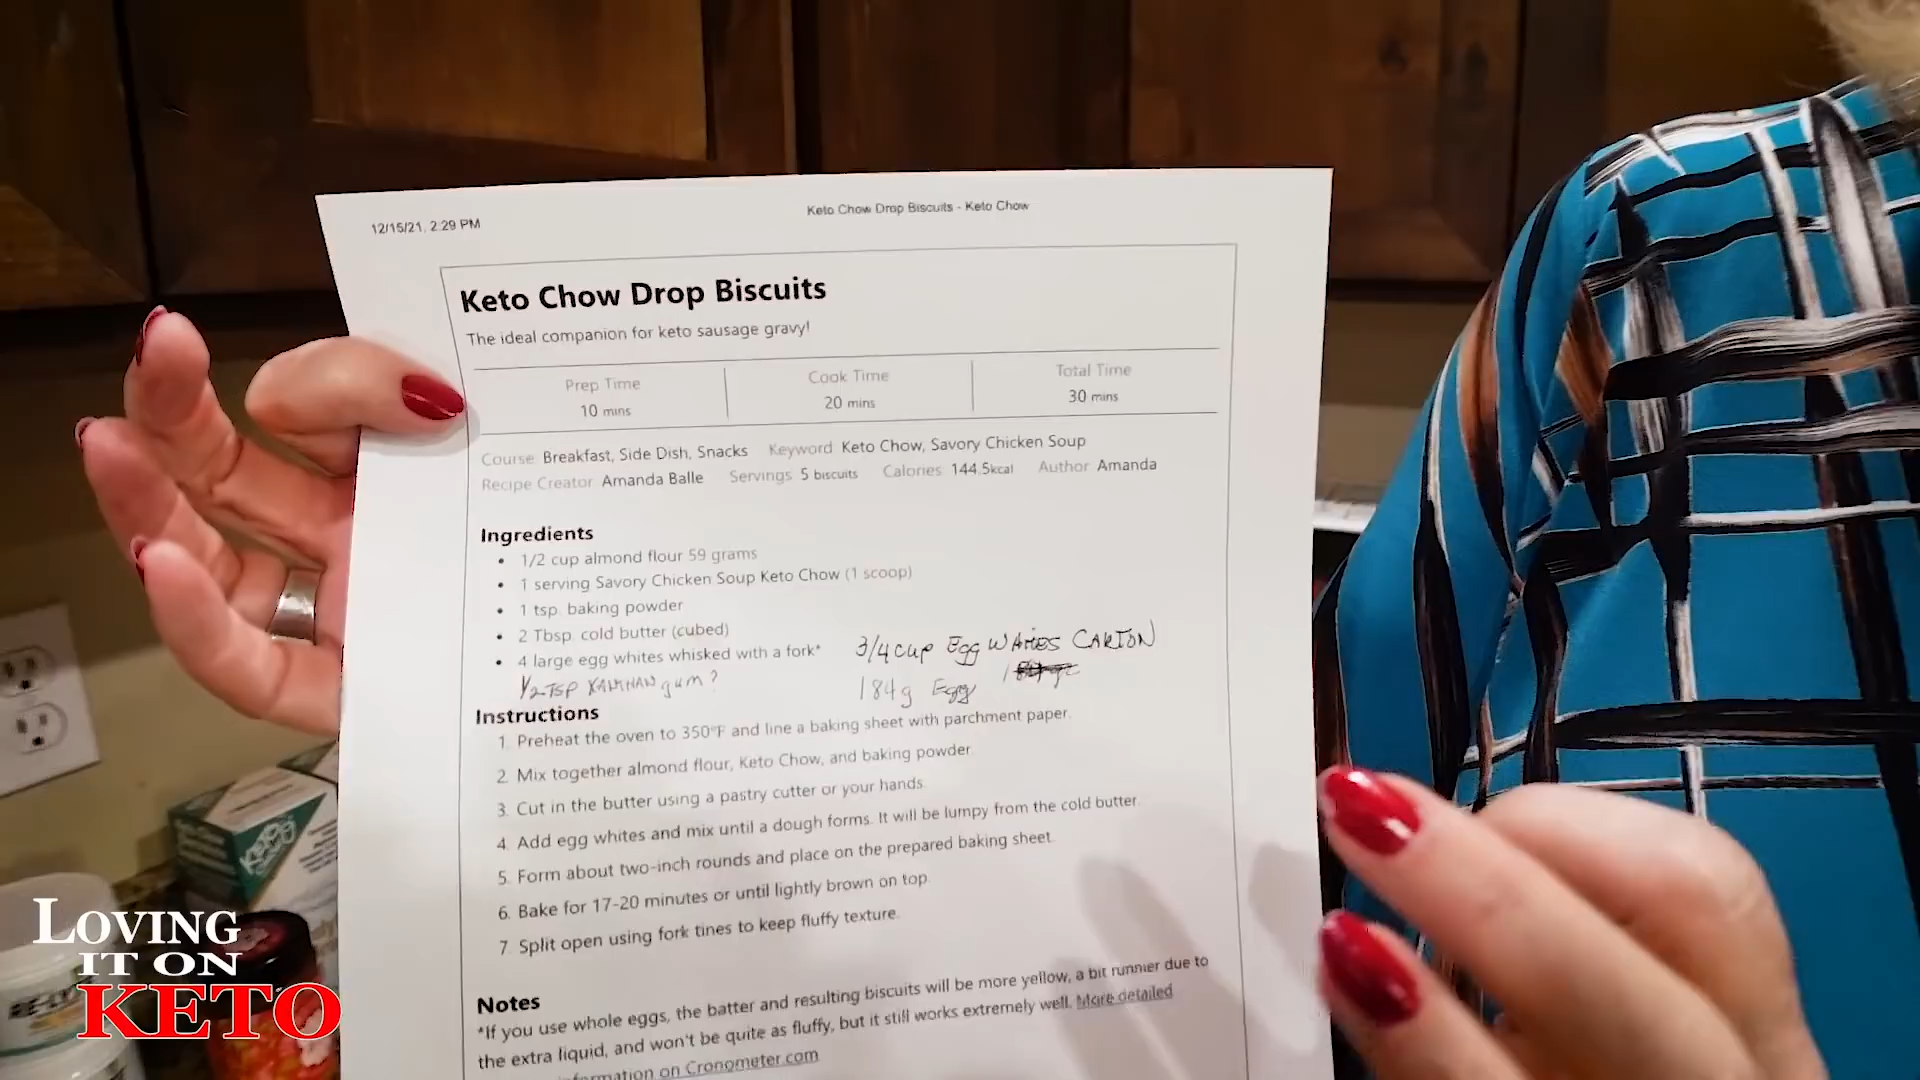 12/15/21, 2:29 PM
Keto Chow Drop Biscuits - Keto Chow
Keto Chow Drop Biscuits
The ideal companion for keto sausage gravy!
Prep Time
10 mins
Cook Time
20 mins
Total Time
30 mins
Course Breakfast, Side Dish, Snacks Keyword Keto Chow, Savory Chicken Soup
Recipe Creator Amanda Balle Servings 5 biscuits Calories 144.5kcal Author Amanda
Ingredients
• 1/2 cup almond flour 59 grams
• 1 serving Savory Chicken Soup Keto Chow (1 scoop)
• 1 tsp. baking powder
• 2 Tbsp. cold butter (cubed)
• 4 large egg whites whisked with a fork*
3/4 cup Egg WHITES CARTON
1/2 TSP XANTHAN gum?
184g Egg
Instructions
1. Preheat the oven to 350°F and line a baking sheet with parchment paper.
2. Mix together almond flour, Keto Chow, and baking powder.
3. Cut in the butter using a pastry cutter or your hands.
4. Add egg whites and mix until a dough forms. It will be lumpy from the cold butter.
5. Form about two-inch rounds and place on the prepared baking sheet.
6. Bake for 17-20 minutes or until lightly brown on top.
7. Split open using fork tines to keep fluffy texture.
Notes
*If you use whole eggs, the batter and resulting biscuits will be more yellow, a bit runnier due to
the extra liquid, and won't be quite as fluffy, but it still works extremely well. More detailed
information on Cronometer.com
LOVING
IT ON
KETO